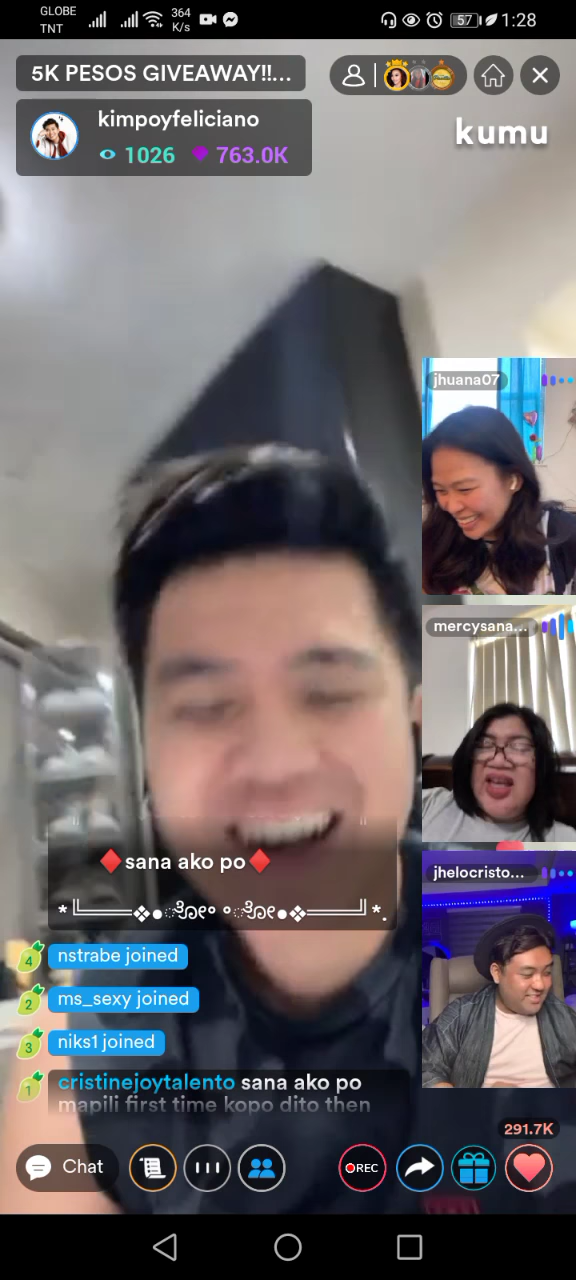 GLOBE
TNT
364
K/s
57
1:28
5K PESOS GIVEAWAY!!...
kimpoyfeliciano
1026
763.0K
kumu
jhuana07
mercysana...
jhelocristo...
♦sana ako po♦
4
nstrabe joined
2
ms_sexy joined
3
niks1 joined
1
cristinejoytalento sana ako po
mapili first time kopo dito then
291.7K
Chat
REC